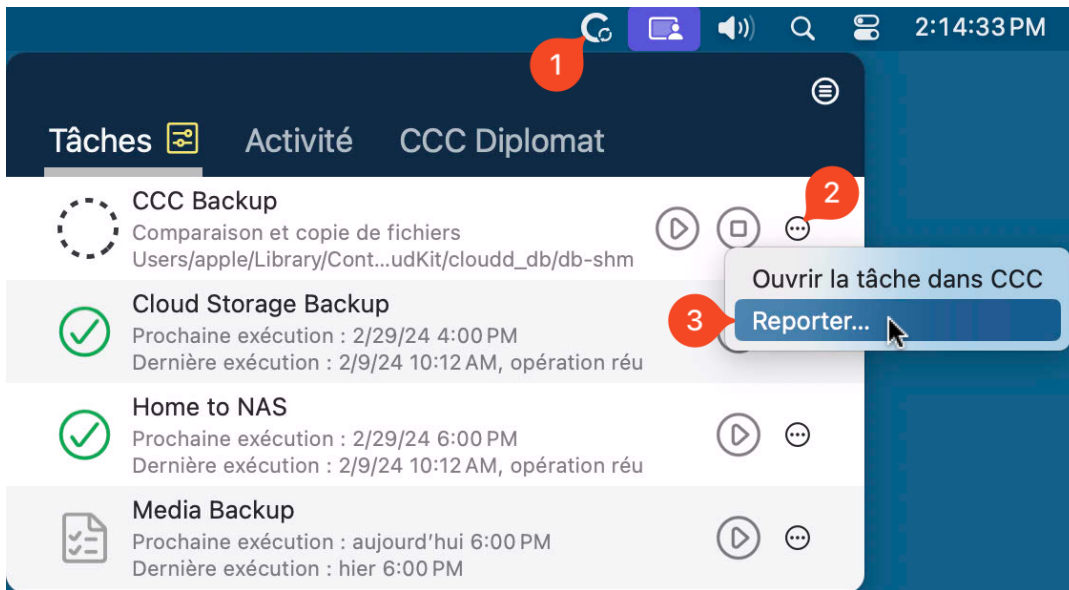 2:14:33 PM
1
Tâches Activité CCC Diplomat
CCC Backup
2
Comparaison et copie de fichiers
Users/apple/Library/Cont...udKit/cloudd_db/db-shm
Ouvrir la tâche dans CCC
3 Reporter...
Cloud Storage Backup
Prochaine exécution : 2/29/24 4:00 PM
Dernière exécution : 2/9/24 10:12 AM, opération réu
Home to NAS
Prochaine exécution : 2/29/24 6:00 PM
Dernière exécution : 2/9/24 10:12 AM, opération réu
Media Backup
Prochaine exécution : aujourd'hui 6:00 PM
Dernière exécution : hier 6:00 PM